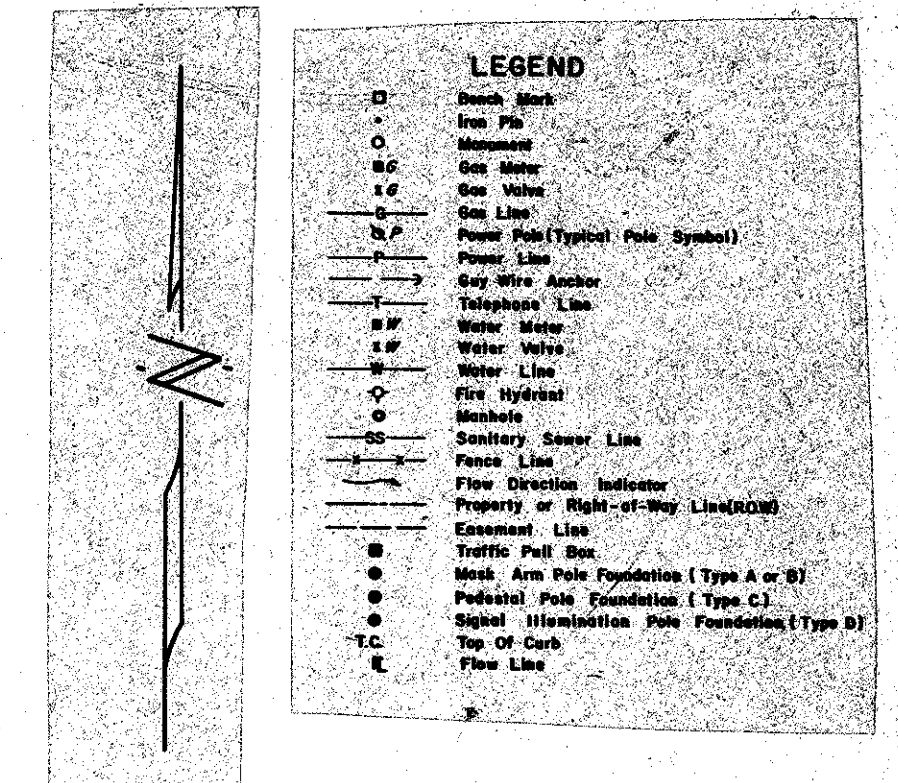 LEGEND
Bench Mark
Iron Pin
Monument
G Gas Meter
G Gas Valve
G Gas Line
P Power Pole (Typical Pole Symbol)
P Power Line
Guy Wire Anchor
T Telephone Line
W Water Meter
W Water Valve
W Water Line
Fire Hydrant
Manhole
SS Sanitary Sewer Line
x x Fence Line
Flow Direction Indicator
Property or Right-of-Way Line(ROW)
Easement Line
Traffic Pull Box
Mask Arm Pole Foundation ( Type A or B)
Pedestal Pole Foundation ( Type C )
Signal Illumination Pole Foundation ( Type D )
T.C. Top Of Curb
FL Flow Line
N